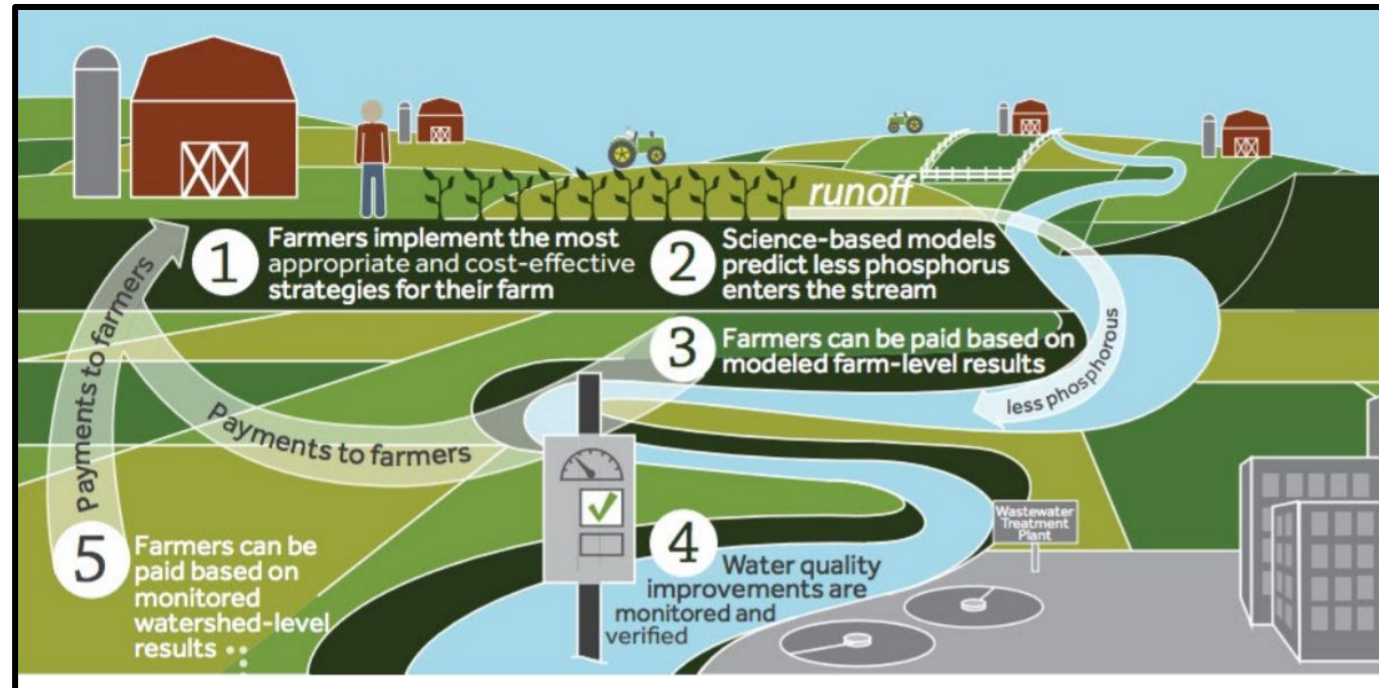 runoff
1
Farmers implement the most
appropriate and cost-effective
strategies for their farm
2
Science-based models
predict less phosphorus
enters the stream
less phosphorous
3
Farmers can be paid based on
modeled farm-level results
Payments to farmers
Payments to farmers
4
Water quality
improvements are
monitored and
verified
Wastewater
Treatment
Plant
5
Farmers can be
paid based on
monitored
watershed-level
results